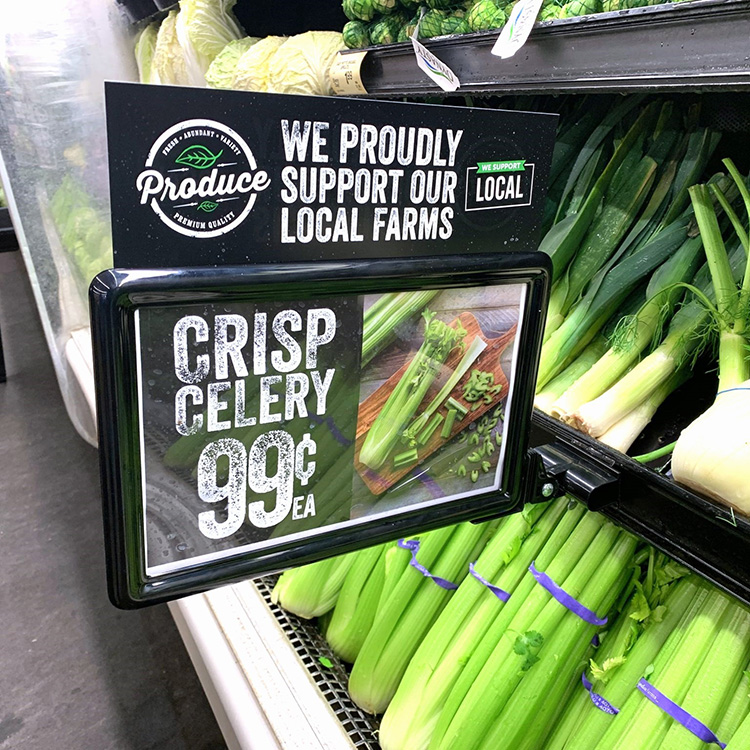 FRESH • ABUNDANT • VARIETY
Produce
PREMIUM QUALITY
WE PROUDLY
SUPPORT OUR
LOCAL FARMS
WE SUPPORT
LOCAL
CRISP
CELERY
99¢
EA